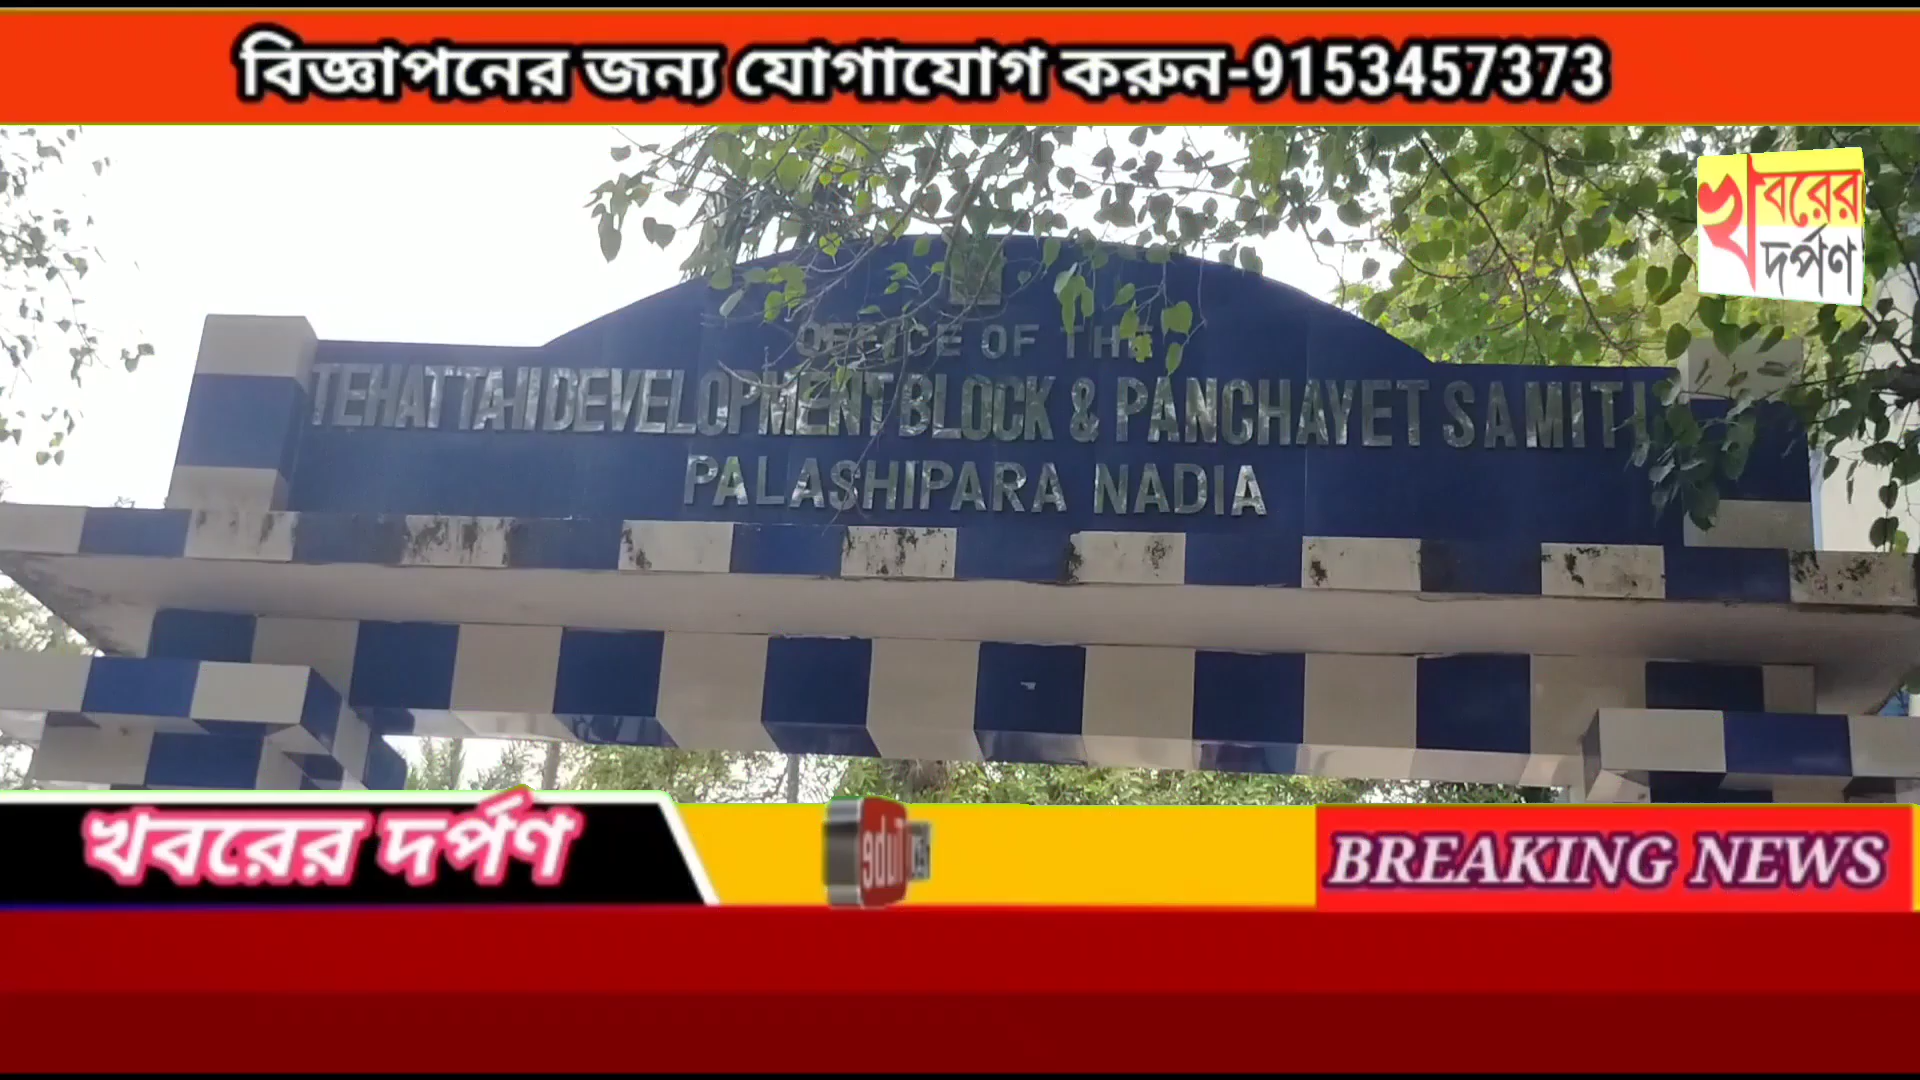 বিজ্ঞাপনের জন্য যোগাযোগ করুন-9153457373
খবরের
দর্পণ
OFFICE OF THE
TEHATTA-II DEVELOPMENT BLOCK & PANCHAYET SAMITI
PALASHIPARA NADIA
খবরের দর্পণ
BREAKING NEWS